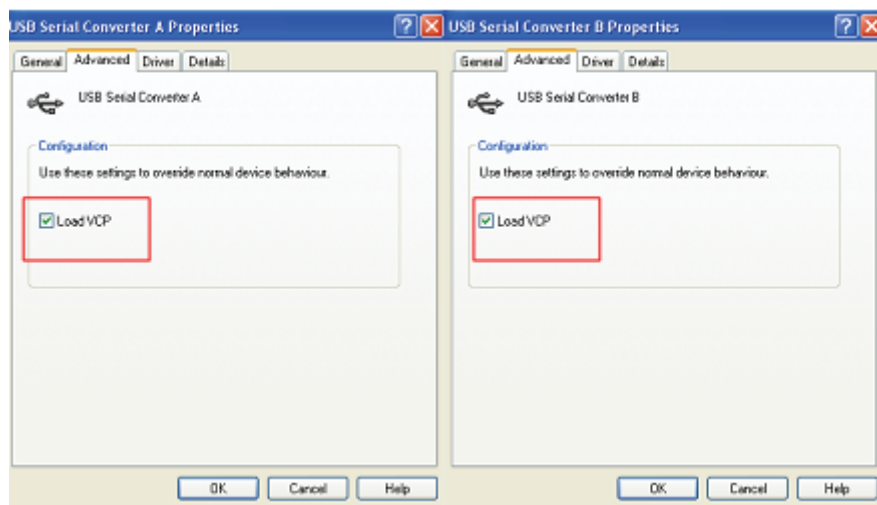 USB Serial Converter A Properties
General Advanced Driver Details
USB Serial Converter A
Configuration
Use these settings to override normal device behaviour.
Load VCP
OK Cancel Help
USB Serial Converter B Properties
General Advanced Driver Details
USB Serial Converter B
Configuration
Use these settings to override normal device behaviour.
Load VCP
OK Cancel Help